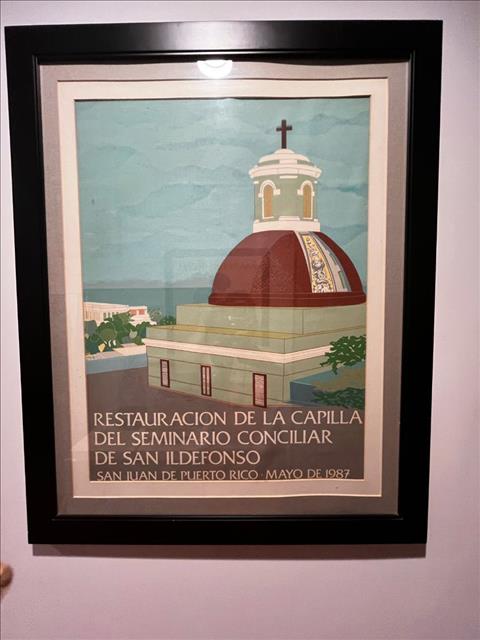 RESTAURACION DE LA CAPILLA
DEL SEMINARIO CONCILIAR
DE SAN ILDEFONSO
SAN JUAN DE PUERTO RICO · MAYO DE 1987